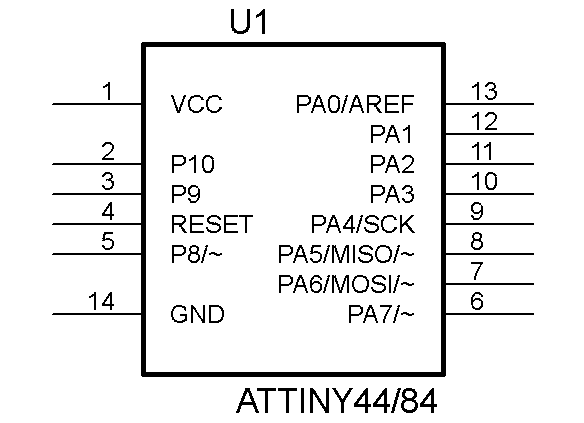 U1
1 VCC PA0/AREF 13
PA1 12
2 P10 PA2 11
3 P9 PA3 10
4 RESET PA4/SCK 9
5 P8/~ PA5/MISO/~ 8
PA6/MOSI/~ 7
14 GND PA7/~ 6
ATTINY44/84